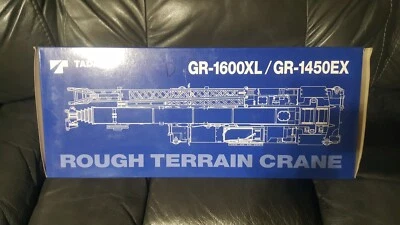 GR-1600XL / GR-1450EX
ROUGH TERRAIN CRANE